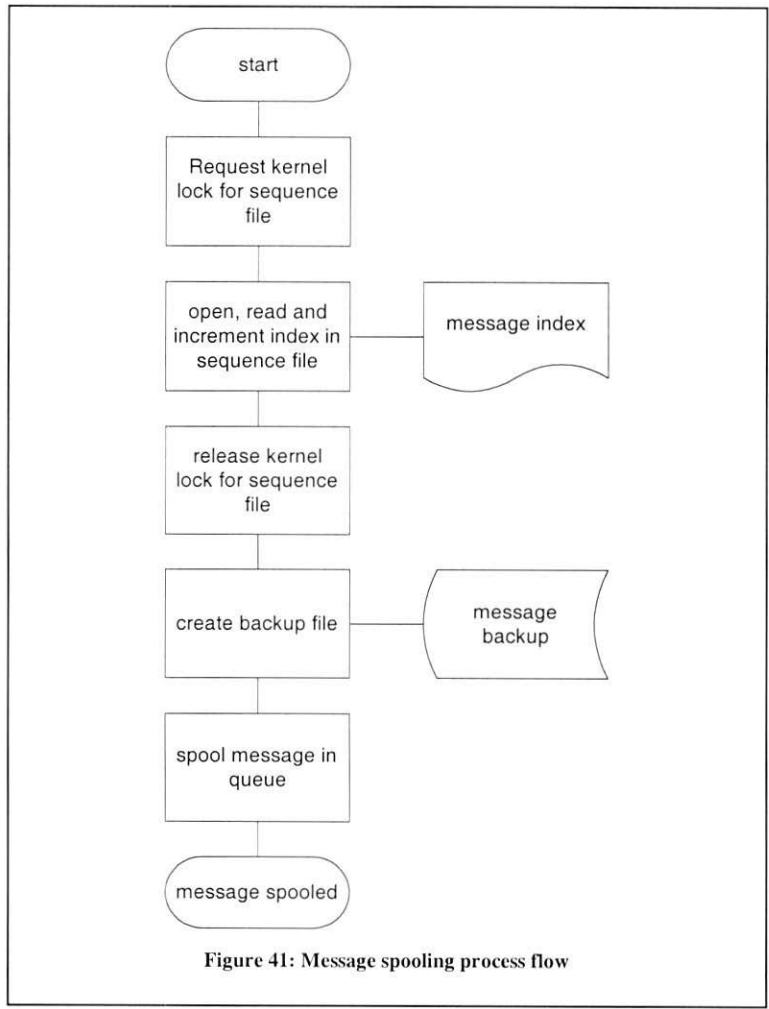 start
Request kernel
lock for sequence
file
open, read and
increment index in
sequence file
message index
release kernel
lock for sequence
file
create backup file
message
backup
spool message in
queue
message spooled
Figure 41: Message spooling process flow